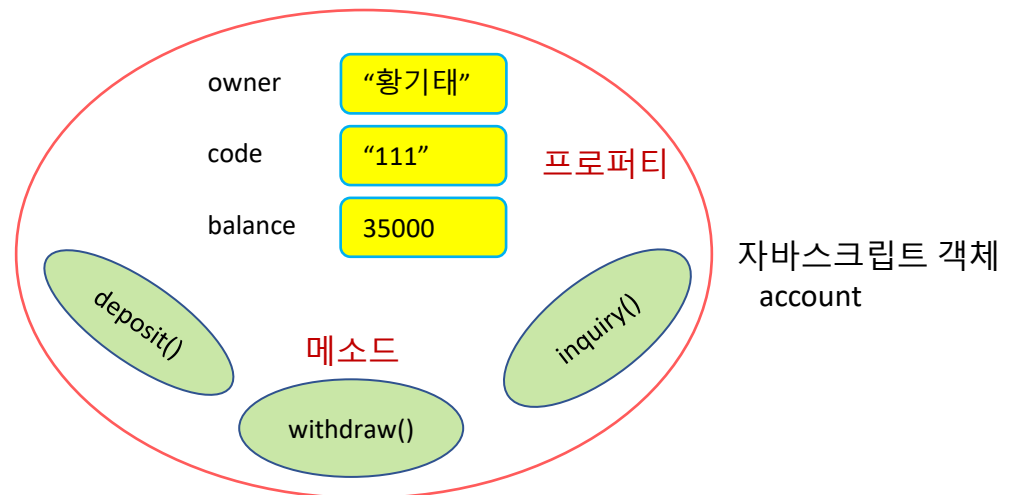 owner “황기태”
code “111”
프로퍼티
balance 35000
자바스크립트 객체
account
deposit()
inquiry()
메소드
withdraw()